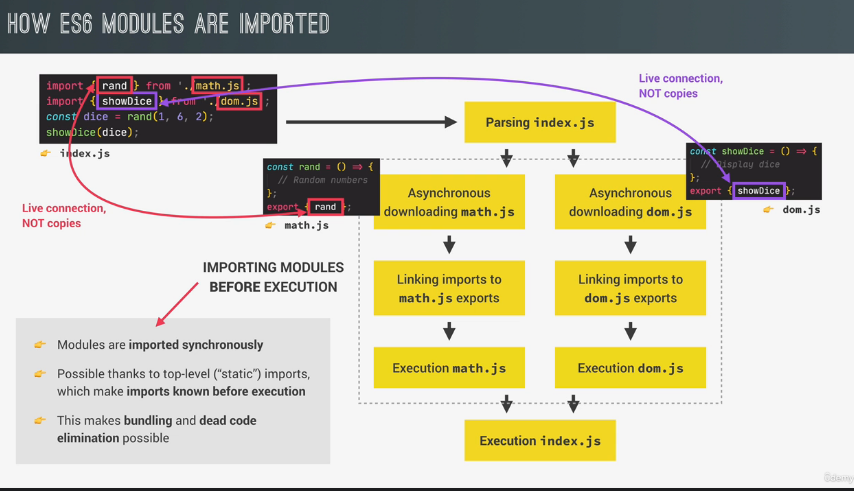 HOW ES6 MODULES ARE IMPORTED
import { rand } from './math.js';
import { showDice } from './dom.js';
const dice = rand(1, 6, 2);
showDice(dice);
👉 index.js
Live connection,
NOT copies
const rand = () => {
// Random numbers
};
export { rand };
👉 math.js
Live connection,
NOT copies
const showDice = () => {
// Display dice
};
export { showDice };
👉 dom.js
Parsing index.js
Asynchronous
downloading math.js
Asynchronous
downloading dom.js
Linking imports to
math.js exports
Linking imports to
dom.js exports
Execution math.js
Execution dom.js
Execution index.js
IMPORTING MODULES
BEFORE EXECUTION
👉 Modules are imported synchronously
👉 Possible thanks to top-level (“static”) imports,
which make imports known before execution
👉 This makes bundling and dead code
elimination possible
Udemy